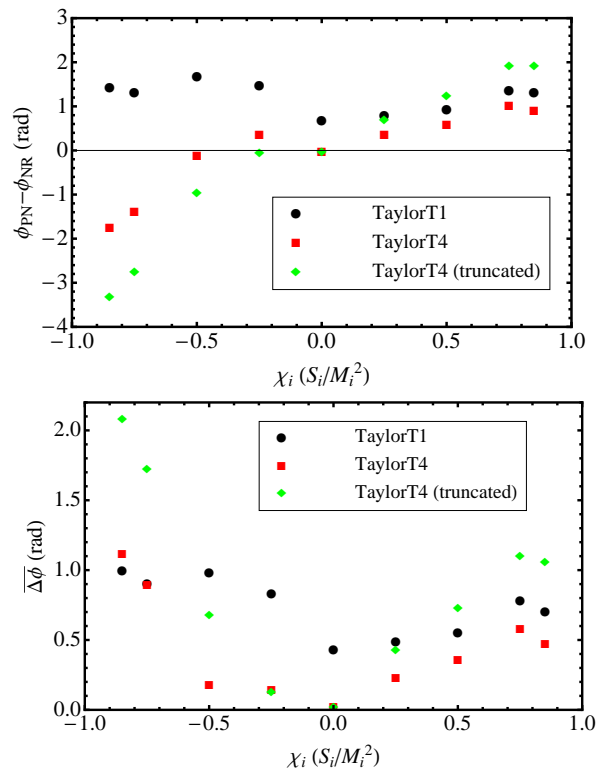 3
2
1
0
−1
−2
−3
−4
ϕPN−ϕNR (rad)
TaylorT1
TaylorT4
TaylorT4 (truncated)
−1.0 −0.5 0.0 0.5 1.0
χi (Si/Mi²)
2.0
1.5
1.0
0.5
0.0
Δϕ (rad)
TaylorT1
TaylorT4
TaylorT4 (truncated)
−1.0 −0.5 0.0 0.5 1.0
χi (Si/Mi²)